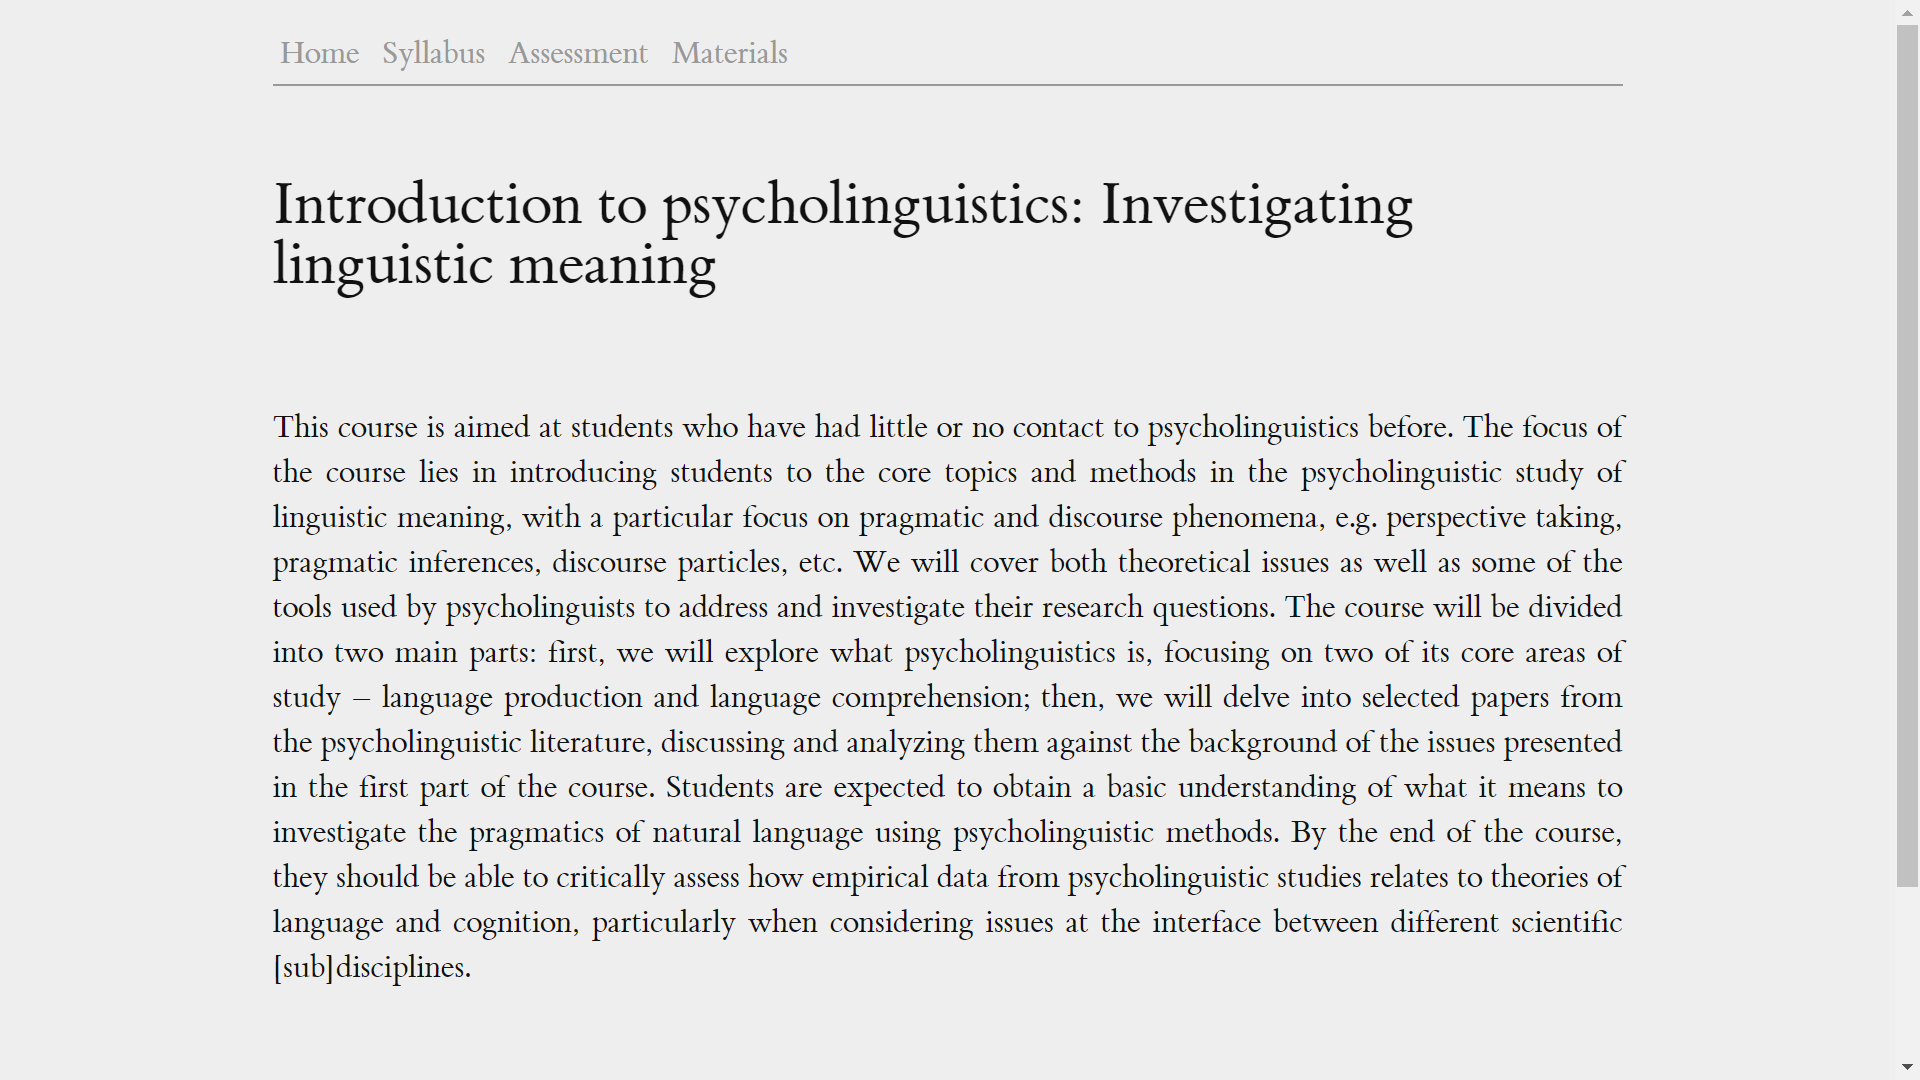 Home Syllabus Assessment Materials
Introduction to psycholinguistics: Investigating
linguistic meaning
This course is aimed at students who have had little or no contact to psycholinguistics before. The focus of
the course lies in introducing students to the core topics and methods in the psycholinguistic study of
linguistic meaning, with a particular focus on pragmatic and discourse phenomena, e.g. perspective taking,
pragmatic inferences, discourse particles, etc. We will cover both theoretical issues as well as some of the
tools used by psycholinguists to address and investigate their research questions. The course will be divided
into two main parts: first, we will explore what psycholinguistics is, focusing on two of its core areas of
study – language production and language comprehension; then, we will delve into selected papers from
the psycholinguistic literature, discussing and analyzing them against the background of the issues presented
in the first part of the course. Students are expected to obtain a basic understanding of what it means to
investigate the pragmatics of natural language using psycholinguistic methods. By the end of the course,
they should be able to critically assess how empirical data from psycholinguistic studies relates to theories of
language and cognition, particularly when considering issues at the interface between different scientific
[sub]disciplines.